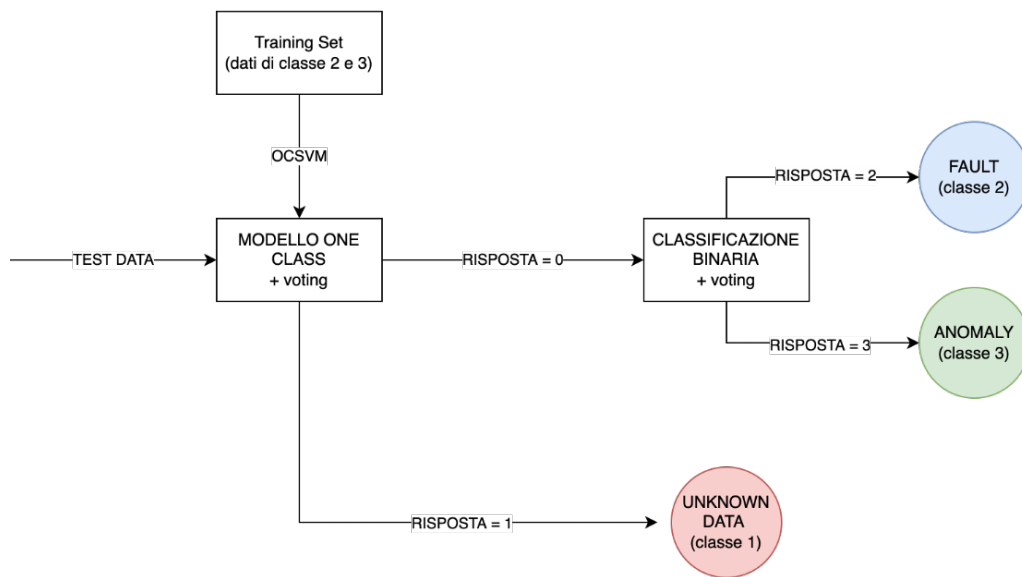 Training Set
(dati di classe 2 e 3)
OCSVM
TEST DATA
MODELLO ONE
CLASS
+ voting
RISPOSTA = 0
CLASSIFICAZIONE
BINARIA
+ voting
RISPOSTA = 2
FAULT
(classe 2)
RISPOSTA = 3
ANOMALY
(classe 3)
RISPOSTA = 1
UNKNOWN
DATA
(classe 1)